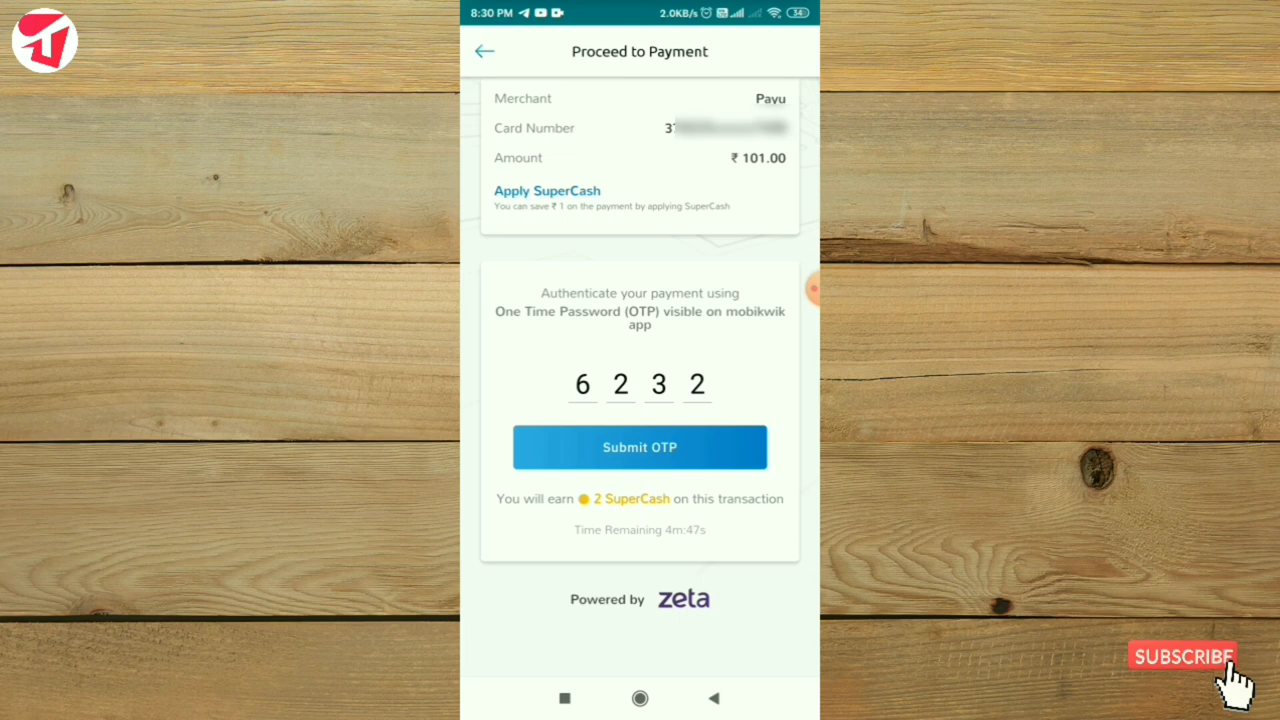 8:30 PM 2.0KB/s 34
Proceed to Payment
Merchant Payu
Card Number 3
Amount ₹ 101.00
Apply SuperCash
You can save ₹ 1 on the payment by applying SuperCash
Authenticate your payment using
One Time Password (OTP) visible on mobikwik
app
6 2 3 2
Submit OTP
You will earn 2 SuperCash on this transaction
Time Remaining 4m:47s
Powered by zeta
SUBSCRIBE